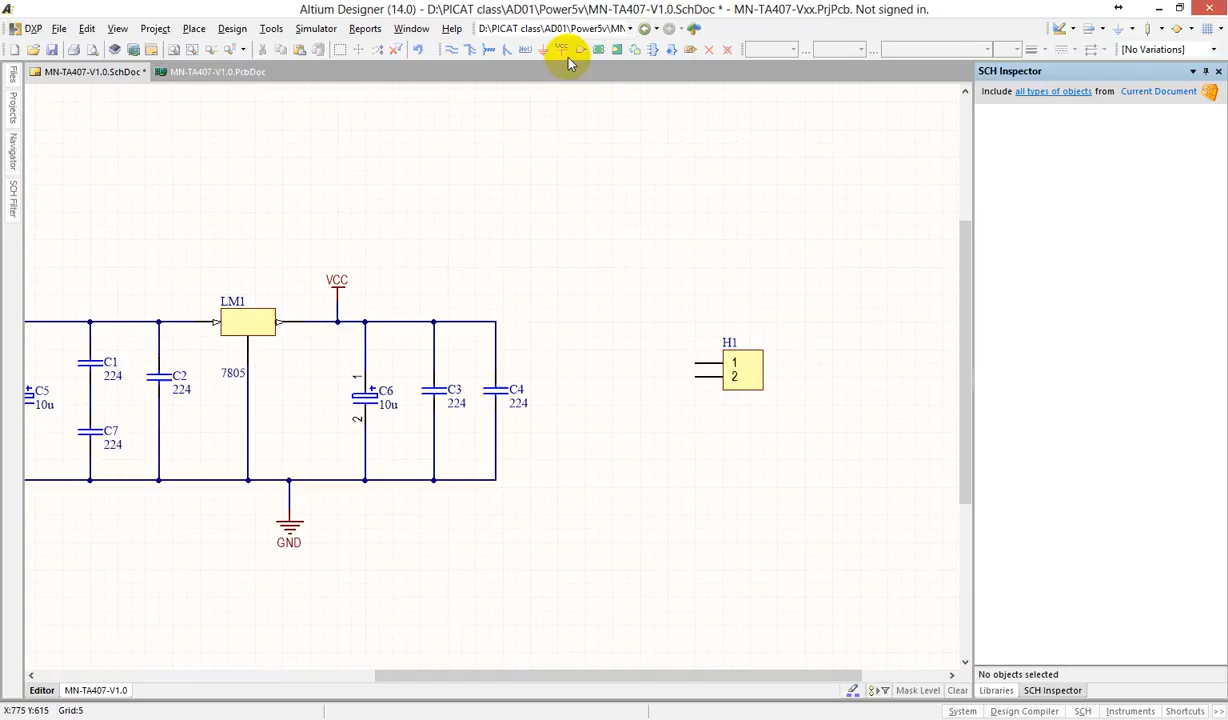 Altium Designer (14.0) - D:\PICAT class\AD01\Power5v\MN-TA407-V1.0.SchDoc * - MN-TA407-Vxx.PrjPcb. Not signed in.
DXP File Edit View Project Place Design Tools Simulator Reports Window Help D:\PICAT class\AD01\Power5v\MN
VCC
[No Variations]
MN-TA407-V1.0.SchDoc * MN-TA407-V1.0.PcbDoc
SCH Inspector
Include all types of objects from Current Document
Files
Projects
Navigator
SCH Filter
VCC
LM1
H1
1
2
C1
224
C2
224
7805
C5
10u
1
C6
10u
2
C3
224
C4
224
C7
224
GND
No objects selected
Editor MN-TA407-V1.0 Mask Level Clear Libraries SCH Inspector
X:775 Y:615 Grid:5 System Design Compiler SCH Instruments Shortcuts >>